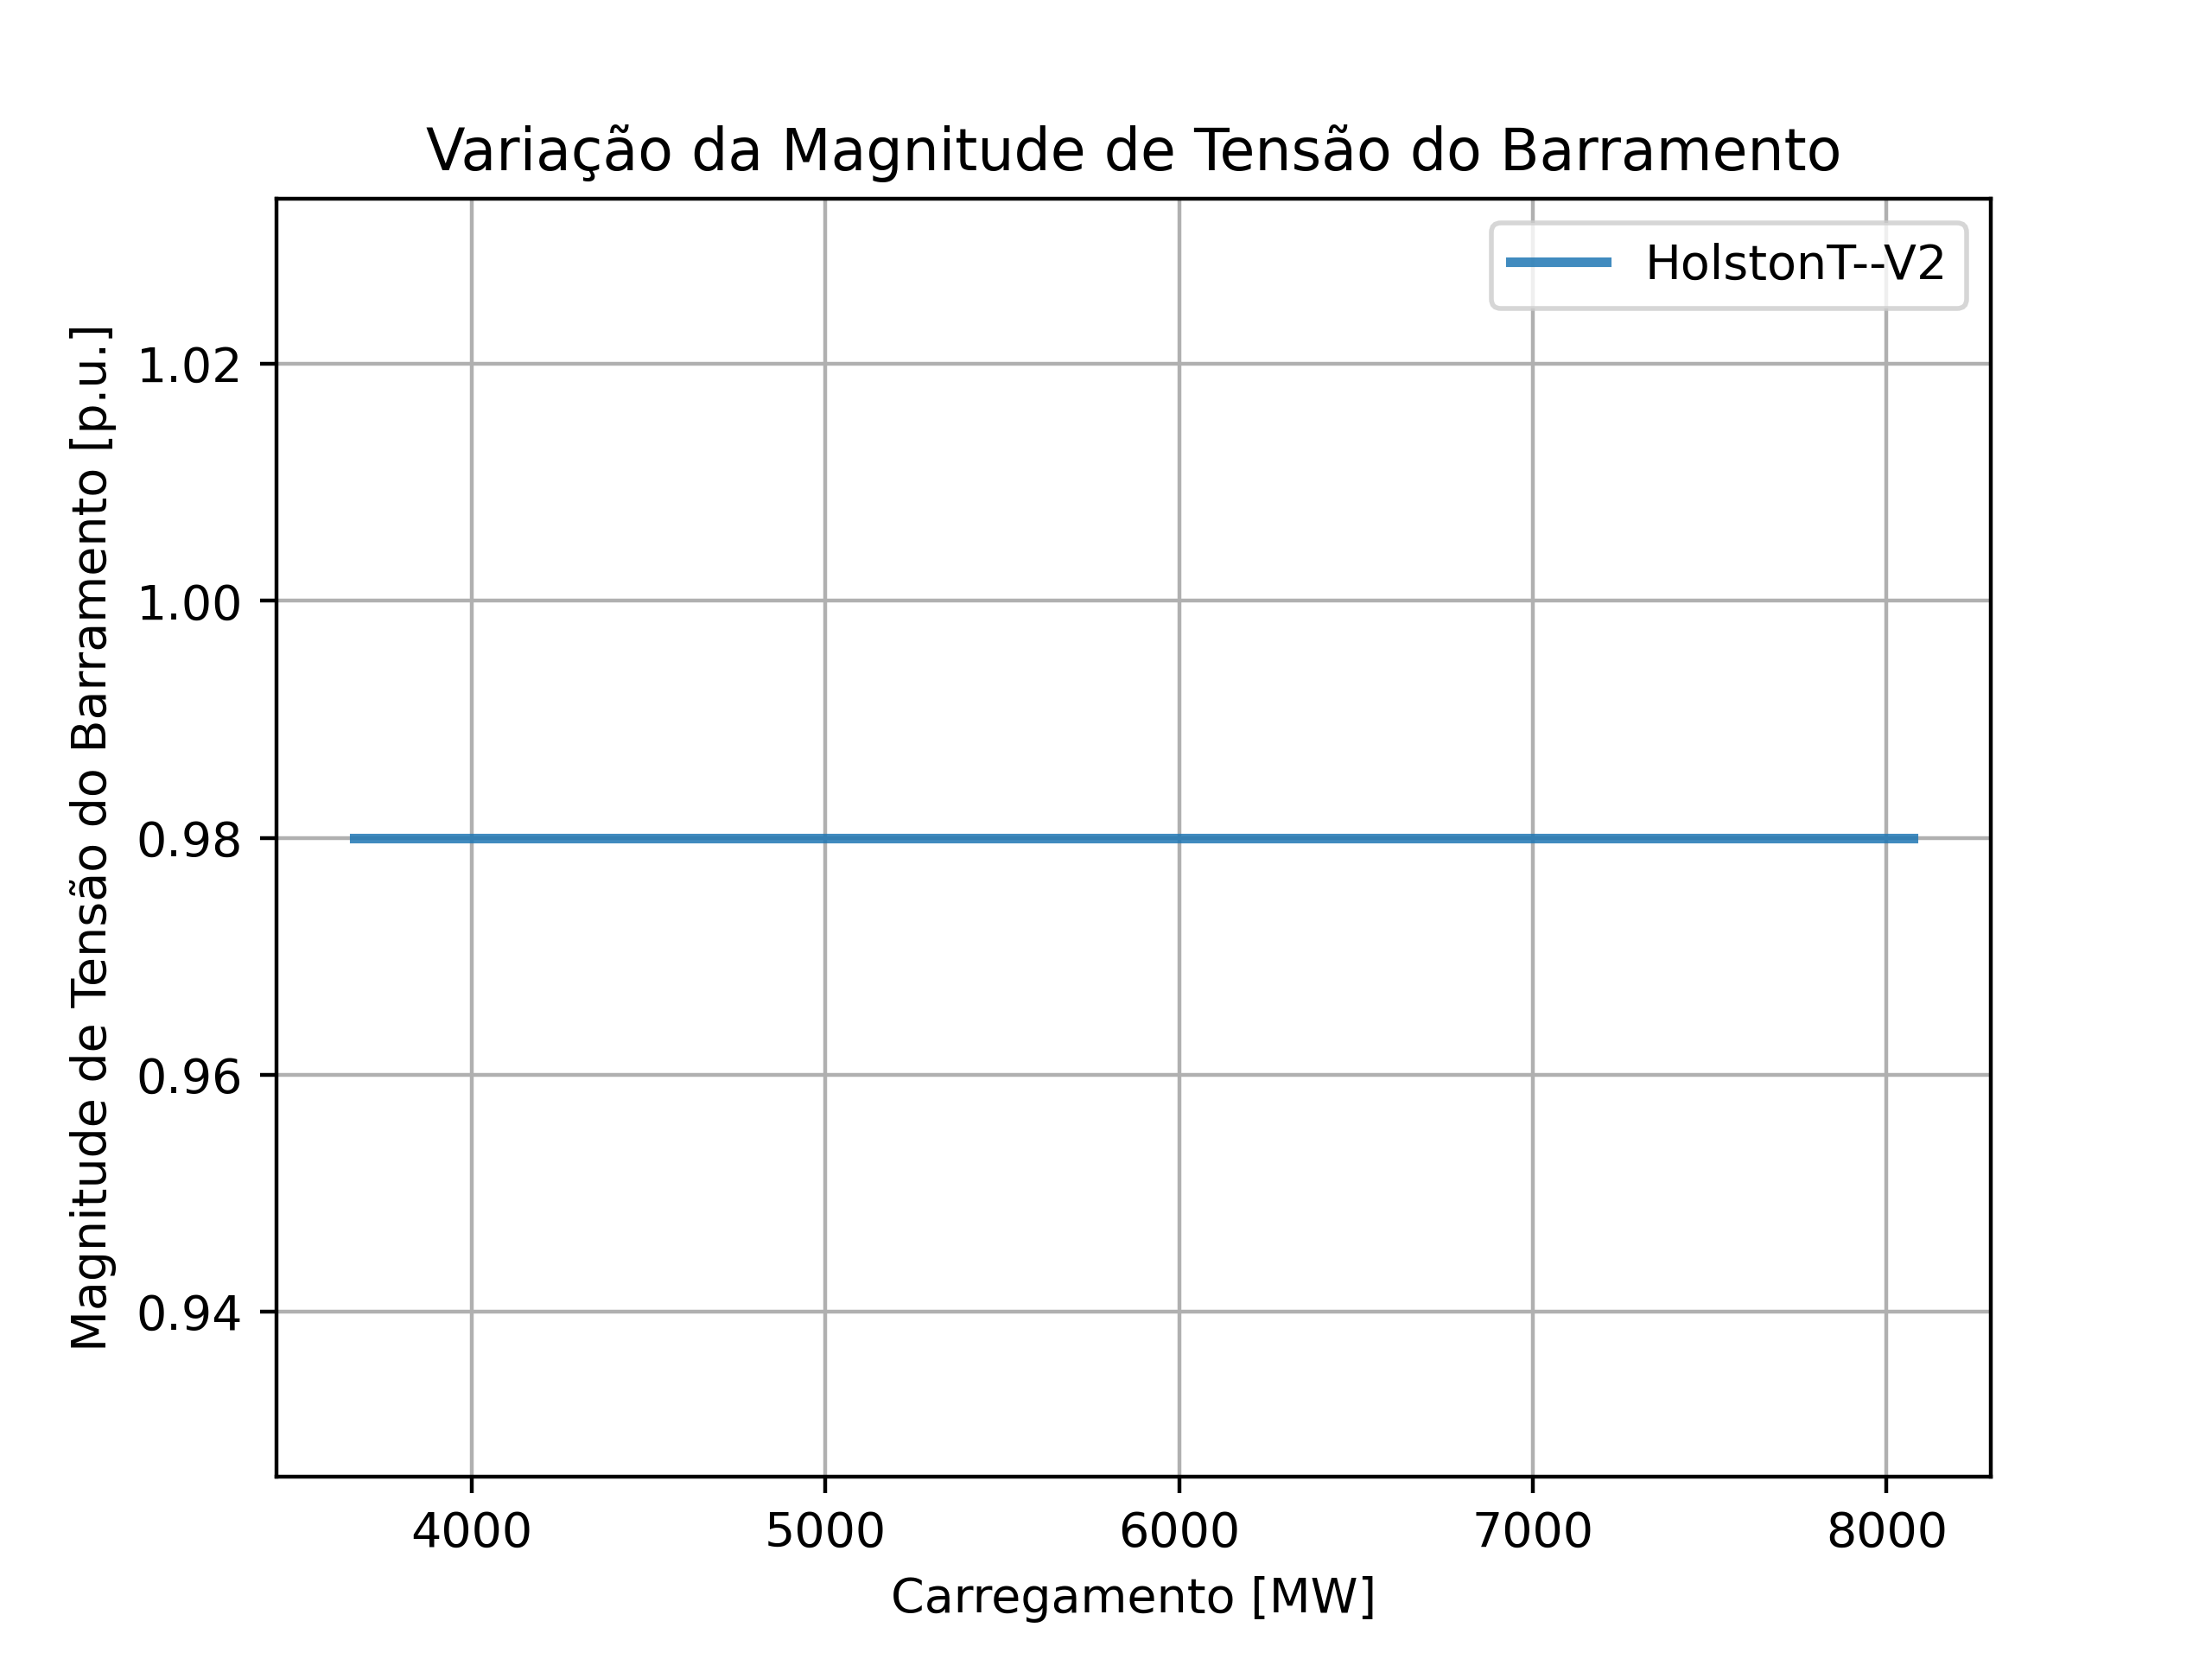 Variação da Magnitude de Tensão do Barramento
HolstonT--V2
Magnitude de Tensão do Barramento [p.u.]
1.02
1.00
0.98
0.96
0.94
4000 5000 6000 7000 8000
Carregamento [MW]